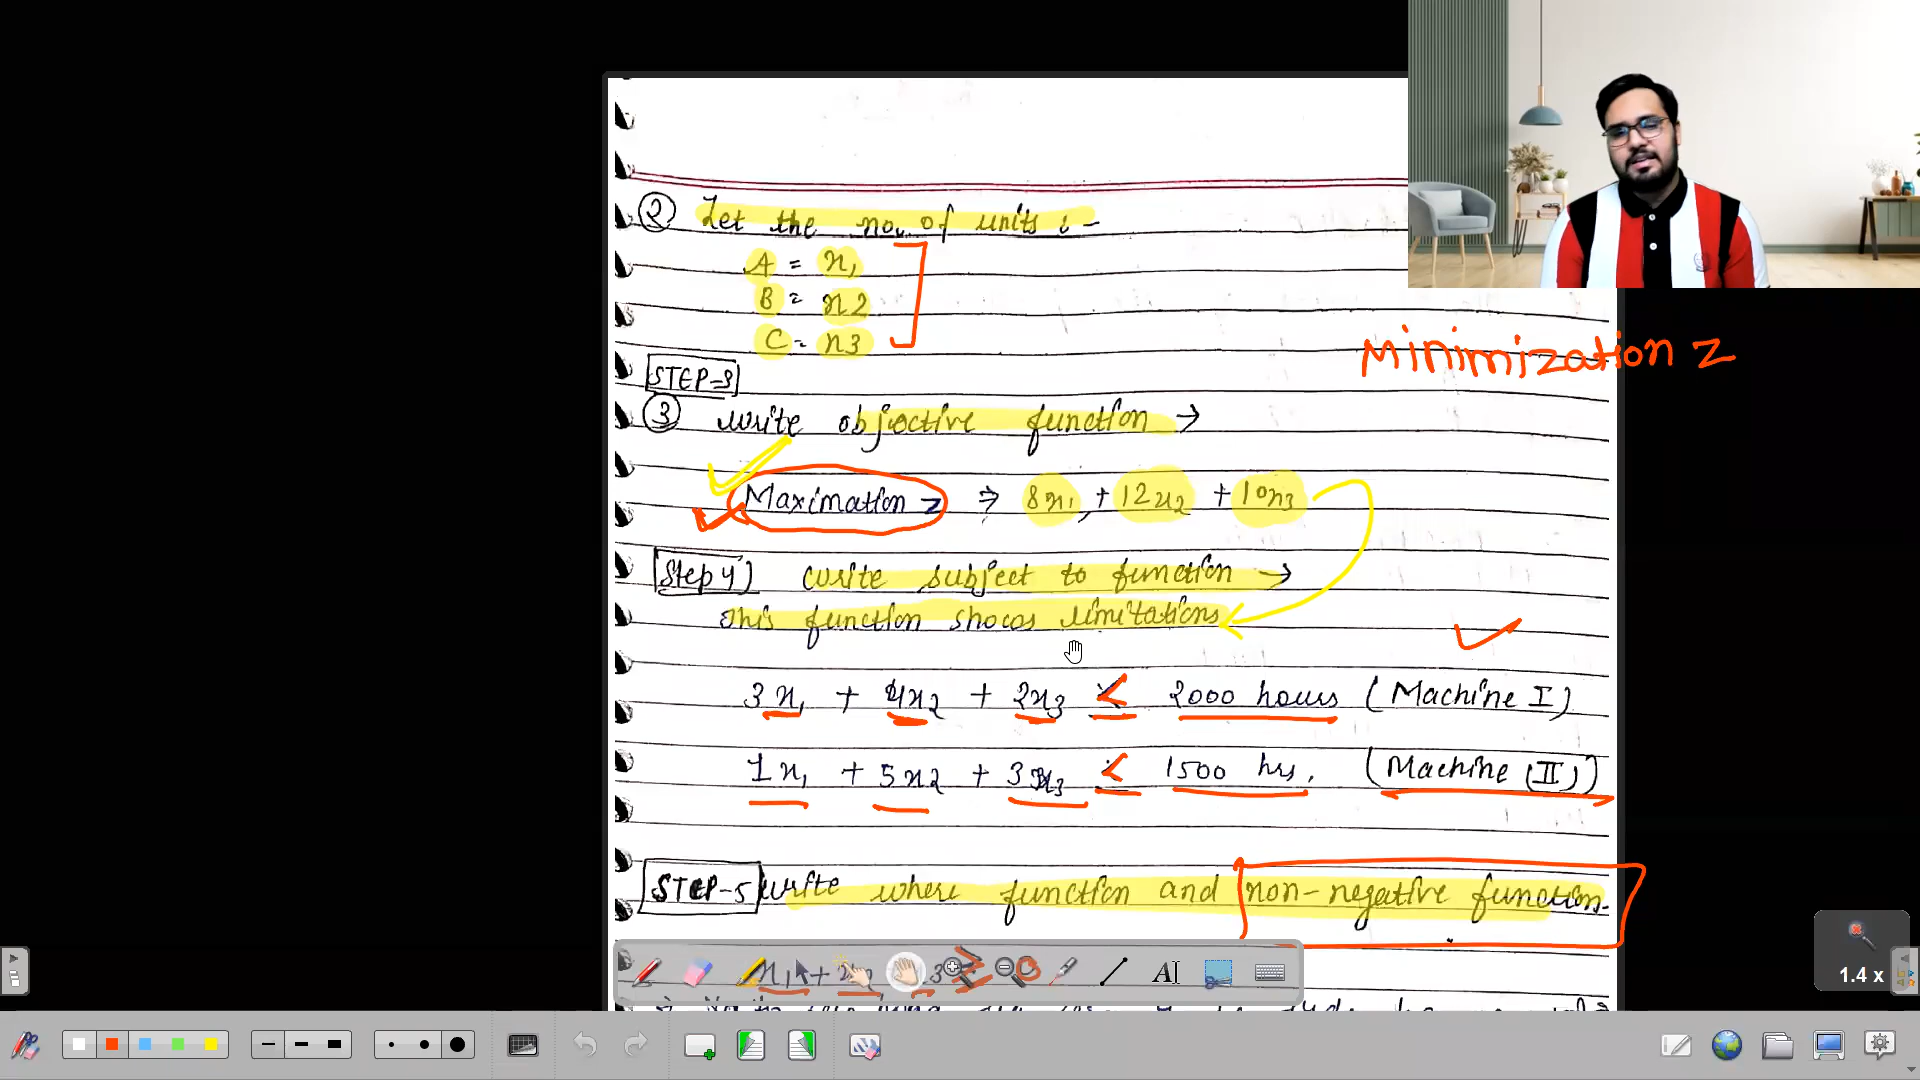 ② Let the no. of units :-
A = x₁
B = x2
C = x3
Minimization Z
STEP-3
③ write objective function →
Maximation Z ⇒ 8x₁ + 12x₂ + 10x₃
Step 4) write subject to function →
This function shows limitations
3x₁ + 4x₂ + 2x₃ ≤ 2000 hours (Machine I)
1x₁ + 5x₂ + 3x₃ ≤ 1500 hrs. (Machine (II))
STEP-5 write where function and non-negative function.
1.4 x